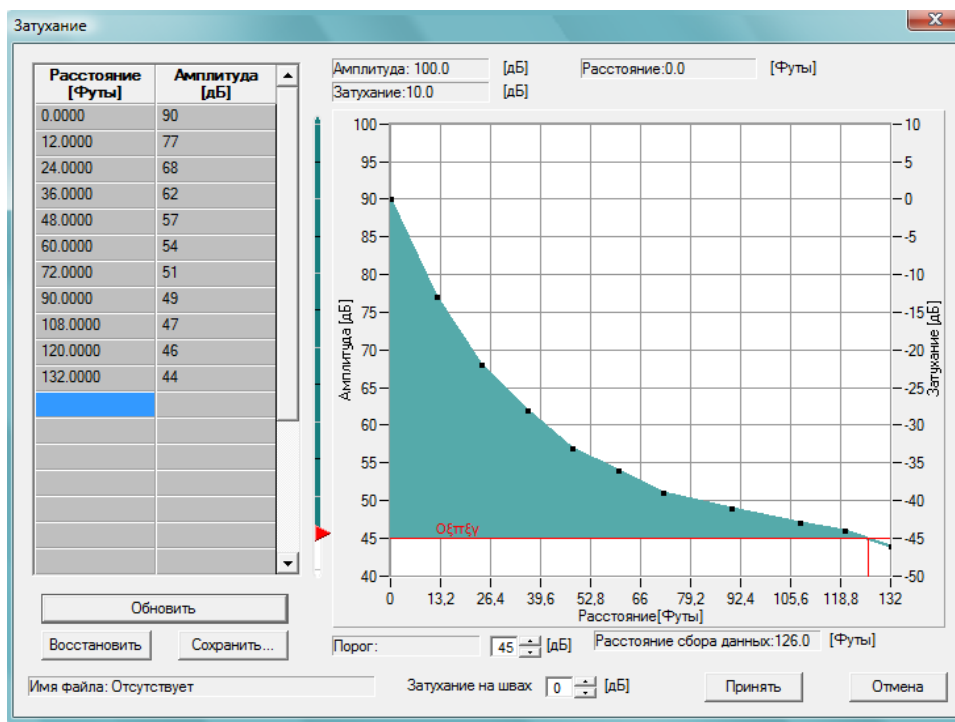 Затухание
Расстояние [Футы] Амплитуда [дБ]
0.0000 90
12.0000 77
24.0000 68
36.0000 62
48.0000 57
60.0000 54
72.0000 51
90.0000 49
108.0000 47
120.0000 46
132.0000 44
Обновить
Восстановить Сохранить...
Имя файла: Отсутствует
Амплитуда: 100.0 [дБ] Расстояние:0.0 [Футы]
Затухание:10.0 [дБ]
Амплитуда [дБ]
100
95
90
85
80
75
70
65
60
55
50
45
40
Οξπξγ
10
5
0
-5
-10
-15
-20
-25
-30
-35
-40
-45
-50
Затухание [дБ]
0 13,2 26,4 39,6 52,8 66 79,2 92,4 105,6 118,8 132
Расстояние[Футы]
Порог: 45 [дБ] Расстояние сбора данных:126.0 [Футы]
Затухание на швах 0 [дБ] Принять Отмена